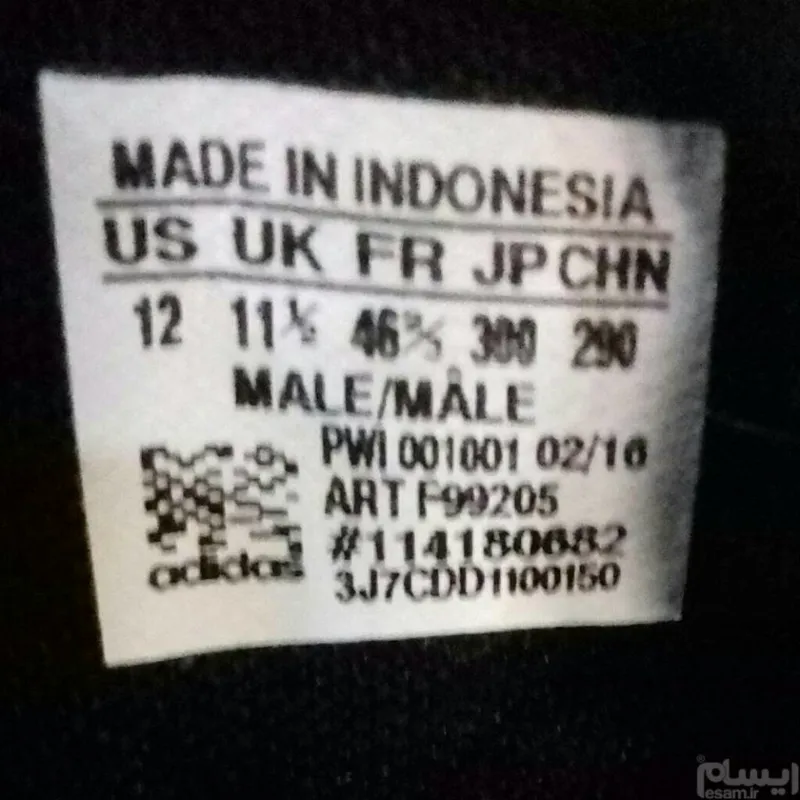 MADE IN INDONESIA
US UK FR JP CHN
12 11½ 46⅔ 300 290
MALE/MÂLE
PWI 001001 02/16
ART F99205
#114180682
3J7CDD1100150
adidas
ایسام
esam.ir